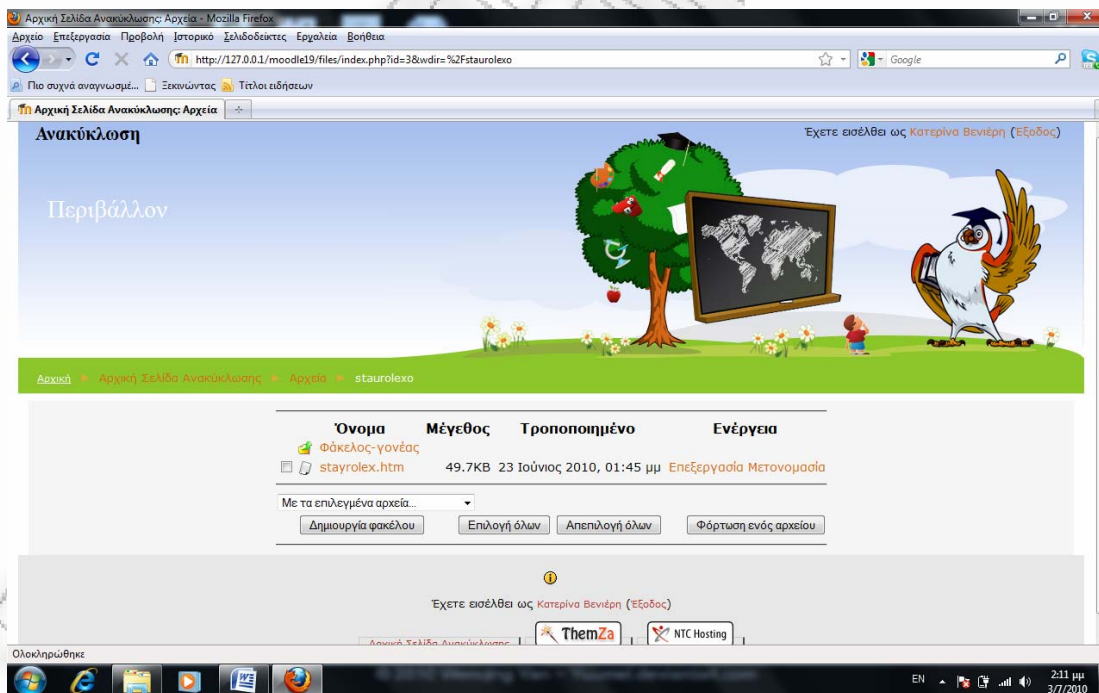 Αρχική Σελίδα Ανακύκλωσης: Αρχεία - Mozilla Firefox
Αρχείο Επεξεργασία Προβολή Ιστορικό Σελιδοδείκτες Εργαλεία Βοήθεια
http://127.0.0.1/moodle19/files/index.php?id=3&wdir=%2Fstaurolexo Google
Πιο συχνά αναγνωσμέ... Ξεκινώντας Τίτλοι ειδήσεων
Αρχική Σελίδα Ανακύκλωσης: Αρχεία
Ανακύκλωση Έχετε εισέλθει ως Κατερίνα Βενιέρη (Έξοδος)
Περιβάλλον
Αρχική Αρχική Σελίδα Ανακύκλωσης Αρχεία staurolexo
Όνομα Μέγεθος Τροποποιημένο Ενέργεια
Φάκελος-γονέας
stayrolex.htm 49.7KB 23 Ιούνιος 2010, 01:45 μμ Επεξεργασία Μετονομασία
Με τα επιλεγμένα αρχεία...
Δημιουργία φακέλου Επιλογή όλων Απεπιλογή όλων Φόρτωση ενός αρχείου
Έχετε εισέλθει ως Κατερίνα Βενιέρη (Έξοδος)
Αρχική Σελίδα Ανακύκλωσης ThemZa NTC Hosting
Ολοκληρώθηκε
EN 2:11 μμ
3/7/2010